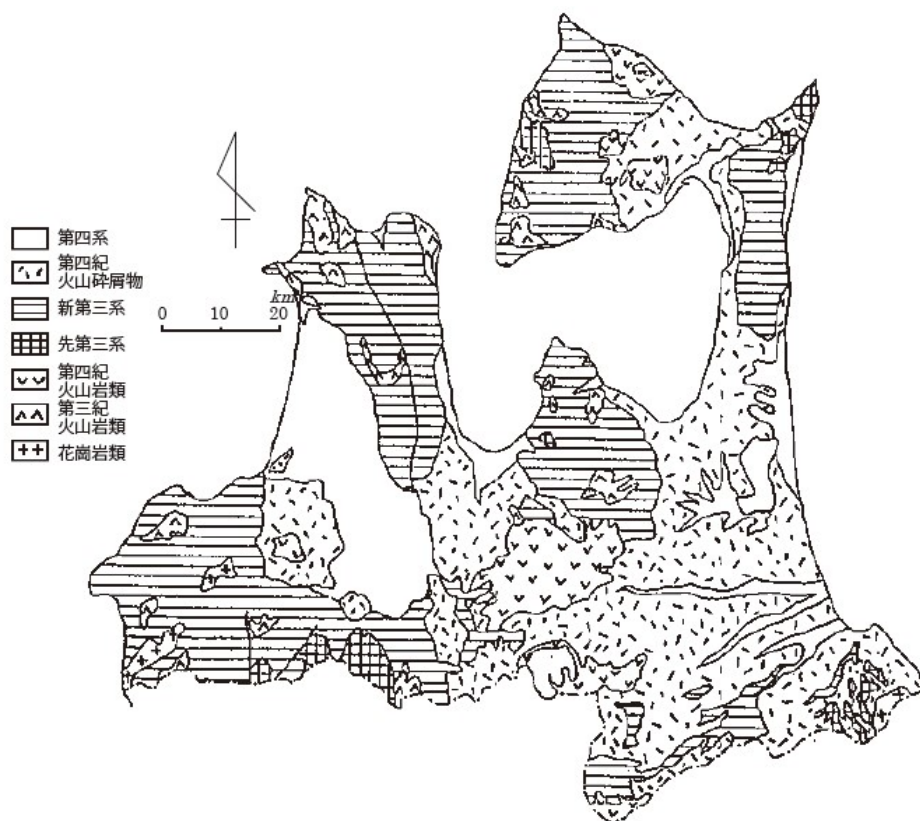 第四系
第四紀
火山砕屑物
新第三系
先第三系
第四紀
火山岩類
第三紀
火山岩類
花崗岩類
km
0 10 20